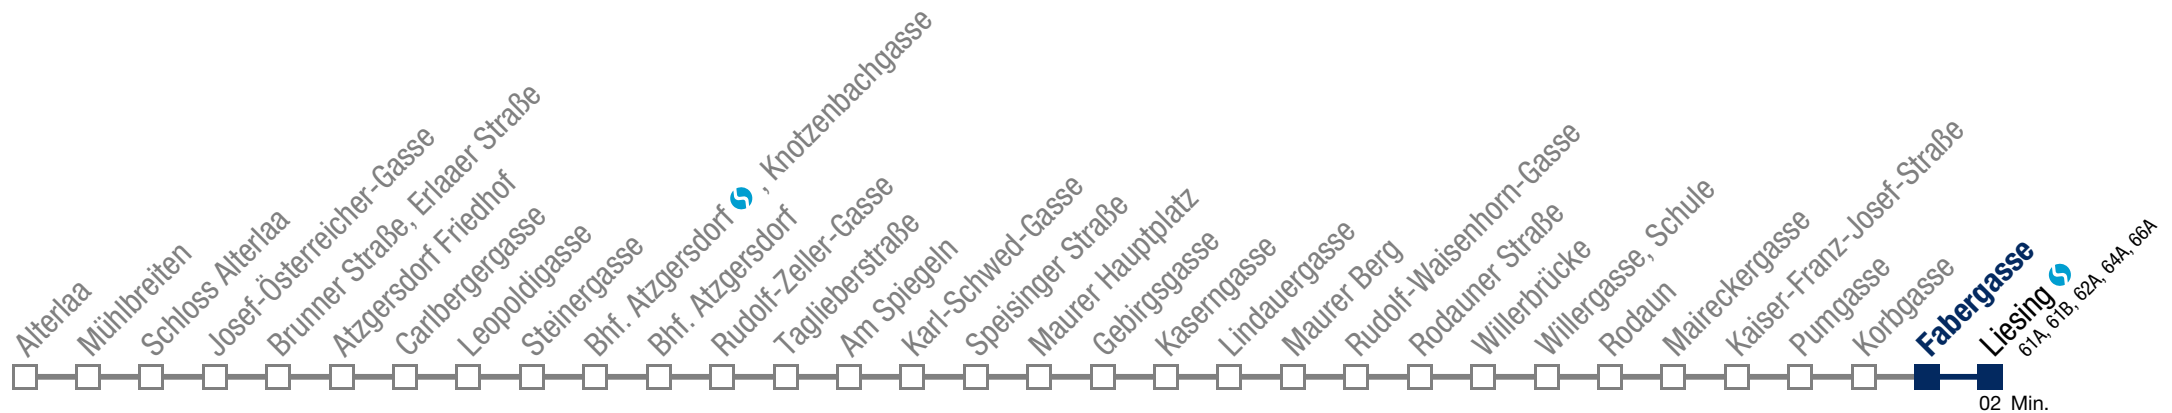 Alterlaa
Mühlbreiten
Schloss Alterlaa
Josef-Österreicher-Gasse
Brunner Straße, Erlaaer Straße
Atzgersdorf Friedhof
Carlbergergasse
Leopoldigasse
Steinergasse
Bhf. Atzgersdorf , Knotzenbachgasse
Bhf. Atzgersdorf
Rudolf-Zeller-Gasse
Taglieberstraße
Am Spiegeln
Karl-Schwed-Gasse
Speisinger Straße
Maurer Hauptplatz
Gebirgsgasse
Kaserngasse
Lindauergasse
Maurer Berg
Rudolf-Waisenhorn-Gasse
Rodauner Straße
Willerbrücke
Willergasse, Schule
Rodaun
Maireckergasse
Kaiser-Franz-Josef-Straße
Pumgasse
Korbgasse
Fabergasse
Liesing
61A, 61B, 62A, 64A, 66A
02 Min.